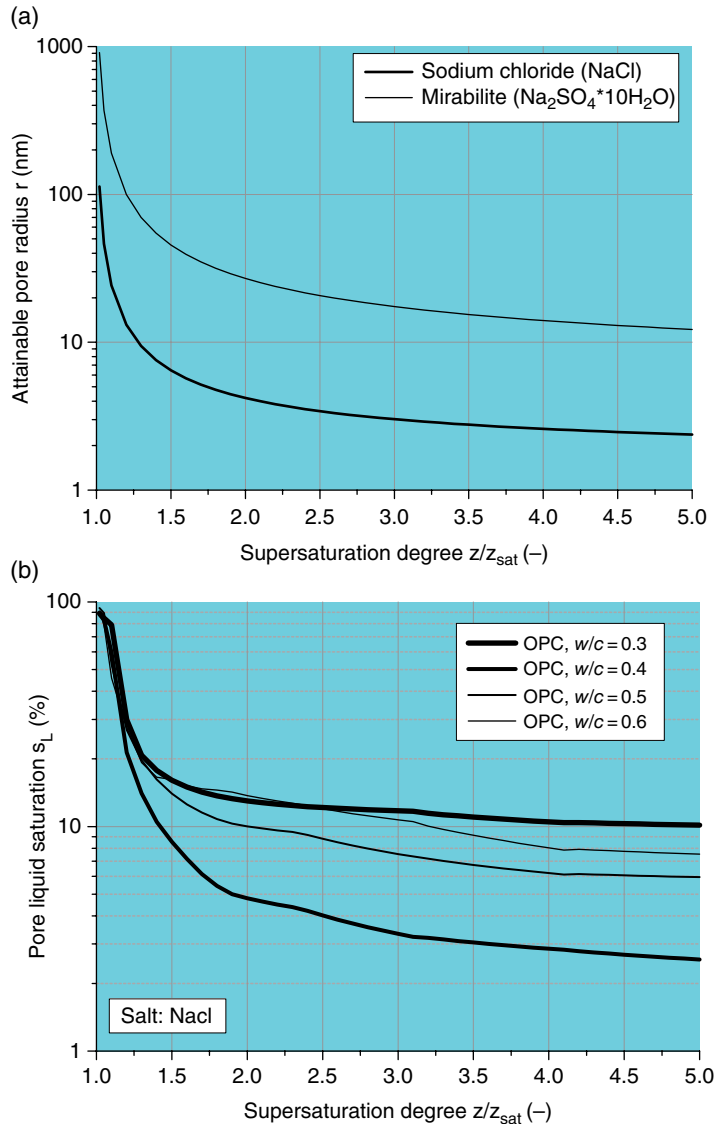 (a)
1000
Sodium chloride (NaCl)
Mirabilite (Na₂SO₄*10H₂O)
Attainable pore radius r (nm)
100
10
1
1.0 1.5 2.0 2.5 3.0 3.5 4.0 4.5 5.0
Supersaturation degree z/z_sat (–)
(b)
100
OPC, w/c = 0.3
OPC, w/c = 0.4
OPC, w/c = 0.5
OPC, w/c = 0.6
Pore liquid saturation s_L (%)
10
Salt: Nacl
1
1.0 1.5 2.0 2.5 3.0 3.5 4.0 4.5 5.0
Supersaturation degree z/z_sat (–)